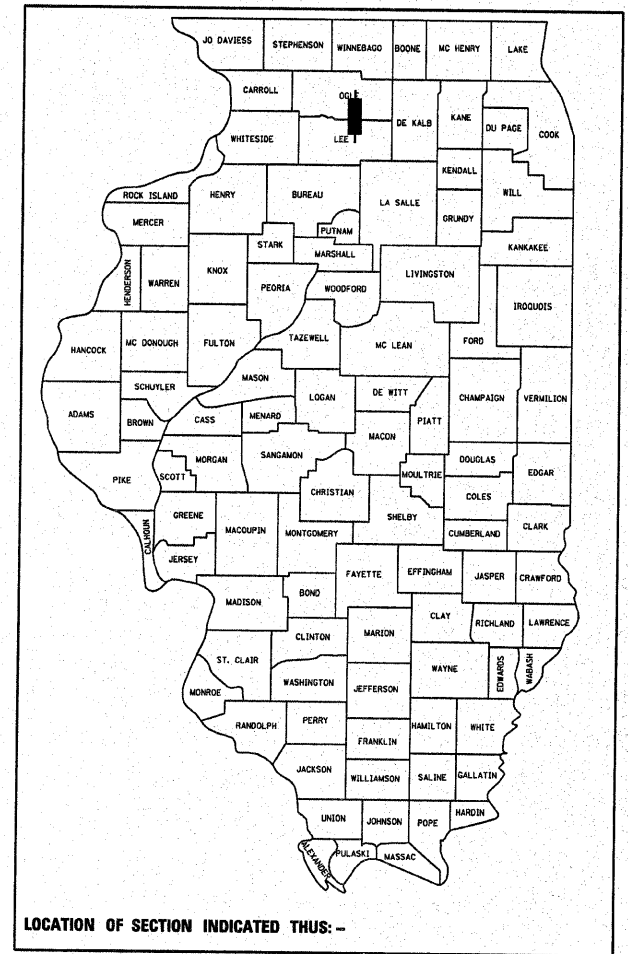 JO DAVIESS STEPHENSON WINNEBAGO BOONE MC HENRY LAKE
CARROLL OGLE
WHITESIDE LEE DE KALB KANE DU PAGE COOK
KENDALL
ROCK ISLAND HENRY BUREAU LA SALLE WILL
MERCER PUTNAM GRUNDY
STARK MARSHALL KANKAKEE
HENDERSON WARREN KNOX PEORIA WOODFORD LIVINGSTON IROQUOIS
HANCOCK MC DONOUGH FULTON TAZEWELL MC LEAN FORD
SCHUYLER MASON
ADAMS BROWN CASS MENARD LOGAN DE WITT PIATT CHAMPAIGN VERMILION
MACON
PIKE SCOTT MORGAN SANGAMON MOULTRIE DOUGLAS EDGAR
CHRISTIAN COLES
CALHOUN GREENE MACOUPIN MONTGOMERY SHELBY CUMBERLAND CLARK
JERSEY
FAYETTE EFFINGHAM JASPER CRAWFORD
MADISON BOND
CLAY RICHLAND LAWRENCE
CLINTON MARION
ST. CLAIR WAYNE EDWARDS WABASH
MONROE WASHINGTON JEFFERSON
RANDOLPH PERRY HAMILTON WHITE
FRANKLIN
JACKSON WILLIAMSON SALINE GALLATIN
UNION JOHNSON POPE HARDIN
ALEXANDER PULASKI MASSAC
LOCATION OF SECTION INDICATED THUS: -